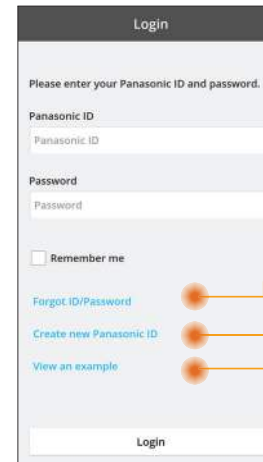 Login
Please enter your Panasonic ID and password.
Panasonic ID
Panasonic ID
Password
Password
Remember me
Forgot ID/Password
Create new Panasonic ID
View an example
Login